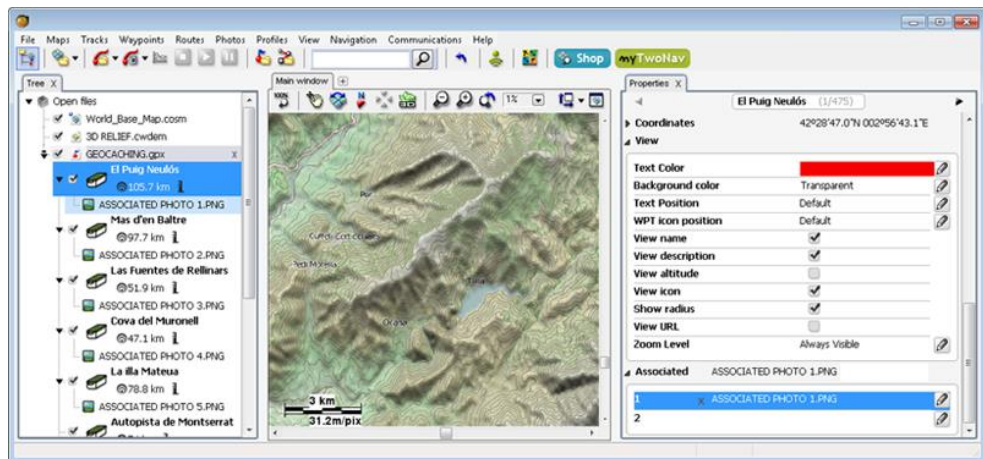 File Maps Tracks Waypoints Routes Photos Profiles View Navigation Communications Help
Shop
myTwoNav
Tree X
Open files
World_Base_Map.cosm
3D RELIEF.cwdem
GEOCACHING.gpx x
El Puig Neulós
105.7 km
ASSOCIATED PHOTO 1.PNG
Mas d'en Baltre
97.7 km
ASSOCIATED PHOTO 2.PNG
Las Fuentes de Rellinars
51.9 km
ASSOCIATED PHOTO 3.PNG
Cova del Muronell
47.1 km
ASSOCIATED PHOTO 4.PNG
La illa Mateua
78.8 km
ASSOCIATED PHOTO 5.PNG
Autopista de Montserrat
Main window
100%
1%
3 km
31.2m/pix
Properties X
El Puig Neulós (1/475)
Coordinates 42º28'47.0"N 002º56'43.1"E
View
Text Color
Background color Transparent
Text Position Default
WPT icon position Default
View name
View description
View altitude
View icon
Show radius
View URL
Zoom Level Always Visible
Associated ASSOCIATED PHOTO 1.PNG
1 x ASSOCIATED PHOTO 1.PNG
2